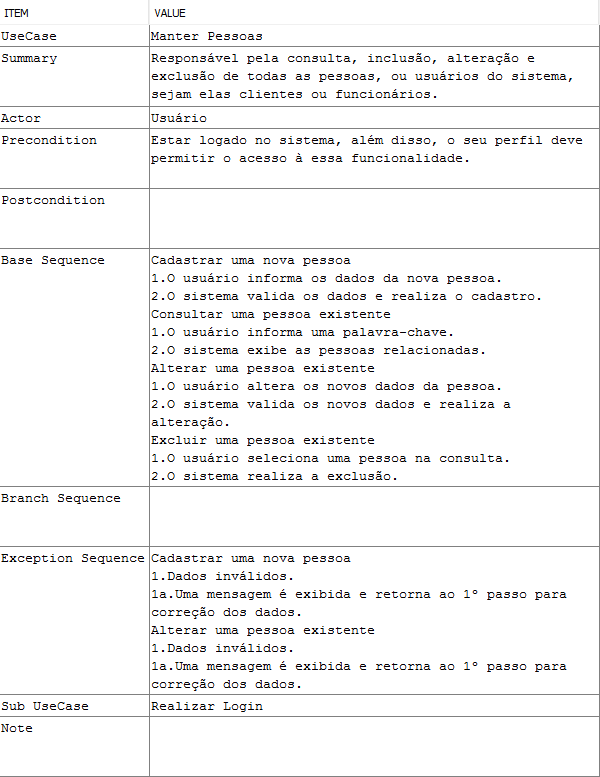 ITEM VALUE
UseCase Manter Pessoas
Summary Responsável pela consulta, inclusão, alteração e
exclusão de todas as pessoas, ou usuários do sistema,
sejam elas clientes ou funcionários.
Actor Usuário
Precondition Estar logado no sistema, além disso, o seu perfil deve
permitir o acesso à essa funcionalidade.
Postcondition
Base Sequence Cadastrar uma nova pessoa
1.O usuário informa os dados da nova pessoa.
2.O sistema valida os dados e realiza o cadastro.
Consultar uma pessoa existente
1.O usuário informa uma palavra-chave.
2.O sistema exibe as pessoas relacionadas.
Alterar uma pessoa existente
1.O usuário altera os novos dados da pessoa.
2.O sistema valida os novos dados e realiza a
alteração.
Excluir uma pessoa existente
1.O usuário seleciona uma pessoa na consulta.
2.O sistema realiza a exclusão.
Branch Sequence
Exception Sequence Cadastrar uma nova pessoa
1.Dados inválidos.
1a.Uma mensagem é exibida e retorna ao 1º passo para
correção dos dados.
Alterar uma pessoa existente
1.Dados inválidos.
1a.Uma mensagem é exibida e retorna ao 1º passo para
correção dos dados.
Sub UseCase Realizar Login
Note